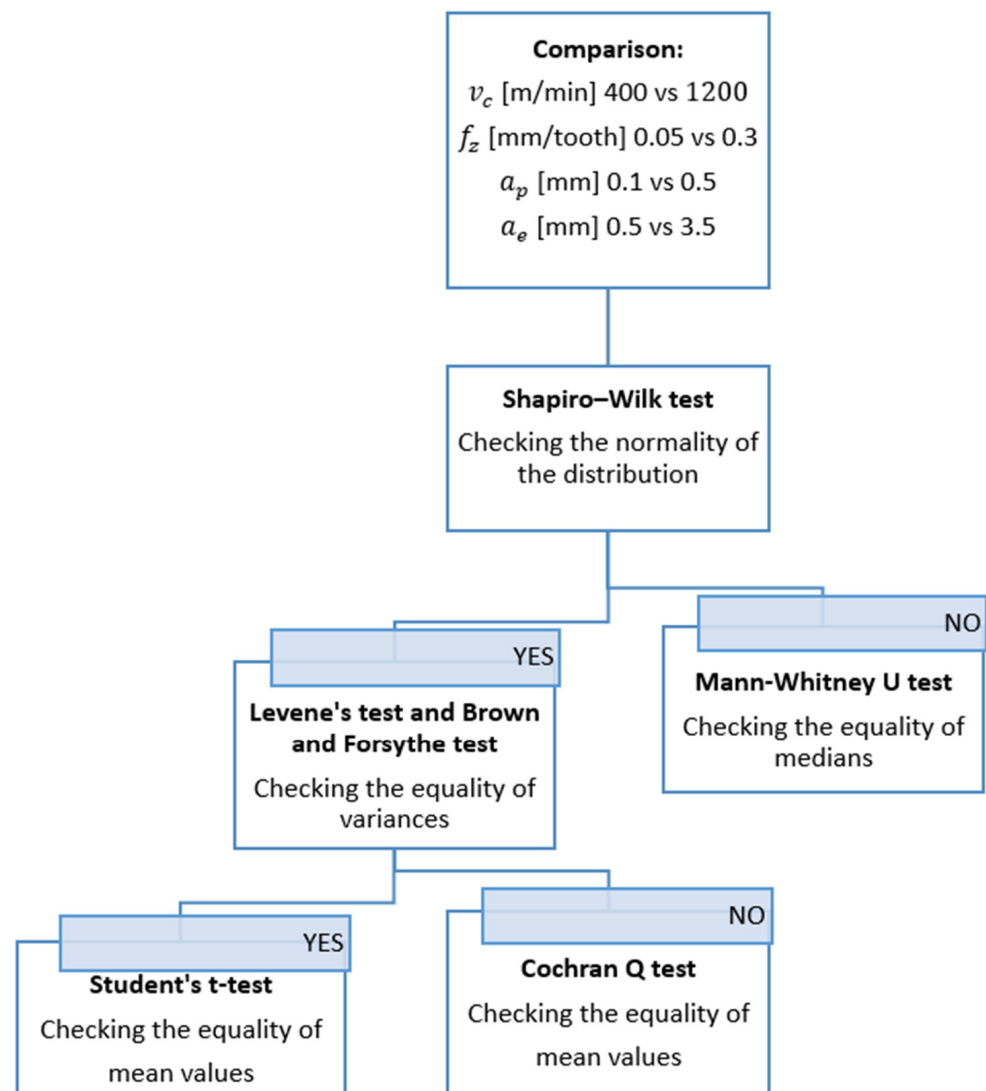 Comparison:
v_c [m/min] 400 vs 1200
f_z [mm/tooth] 0.05 vs 0.3
a_p [mm] 0.1 vs 0.5
a_e [mm] 0.5 vs 3.5
Shapiro–Wilk test
Checking the normality of
the distribution
NO
Mann-Whitney U test
Checking the equality of
medians
YES
Levene's test and Brown
and Forsythe test
Checking the equality of
variances
YES
Student's t-test
Checking the equality of
mean values
NO
Cochran Q test
Checking the equality of
mean values